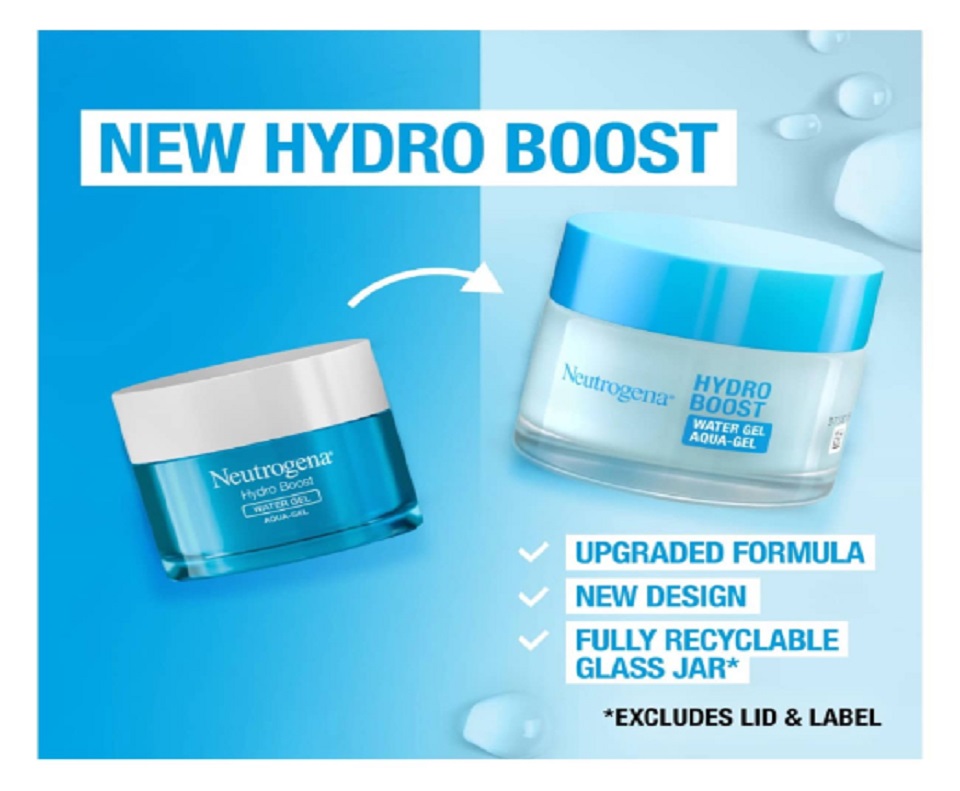 NEW HYDRO BOOST
Neutrogena®
Hydro Boost
WATER GEL
AQUA-GEL
Neutrogena®
HYDRO
BOOST
WATER GEL
AQUA-GEL
UPGRADED FORMULA
NEW DESIGN
FULLY RECYCLABLE
GLASS JAR*
*EXCLUDES LID & LABEL